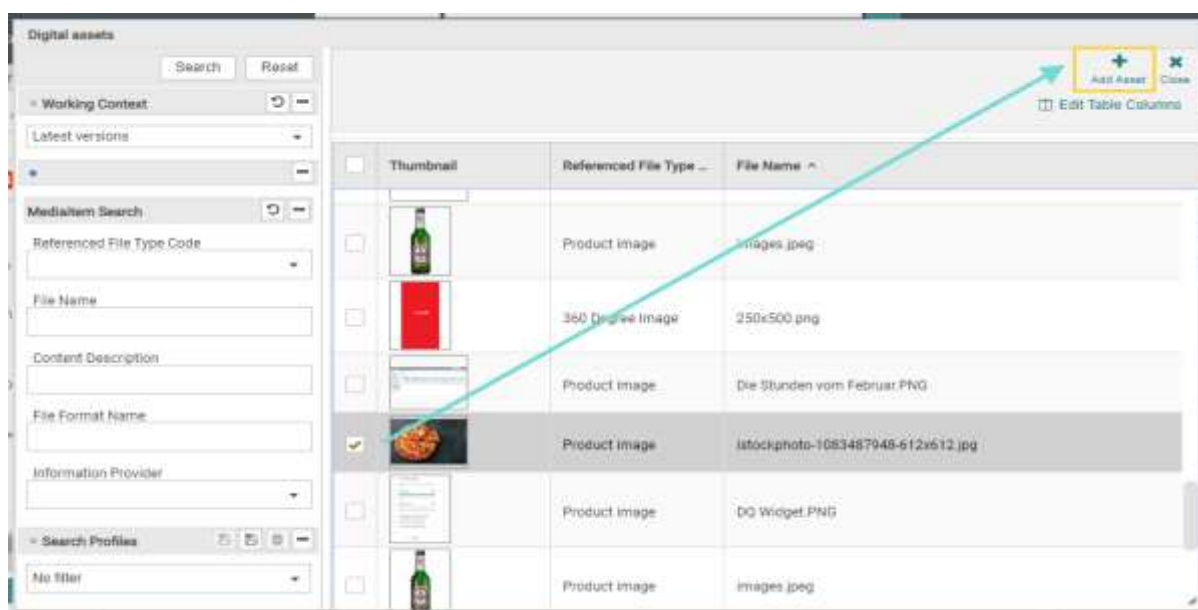 Digital assets
Search Reset
Working Context
Latest versions
MediaItem Search
Referenced File Type Code
File Name
Content Description
File Format Name
Information Provider
Search Profiles
No filter
Add Asset Close
Edit Table Columns
Thumbnail Referenced File Type ... File Name
Product image images.jpeg
360 Degree Image 250x500.png
Product image Die Stunden vom Februar.PNG
Product image istockphoto-1083487948-612x612.jpg
Product image DQ Widget.PNG
Product image images.jpeg